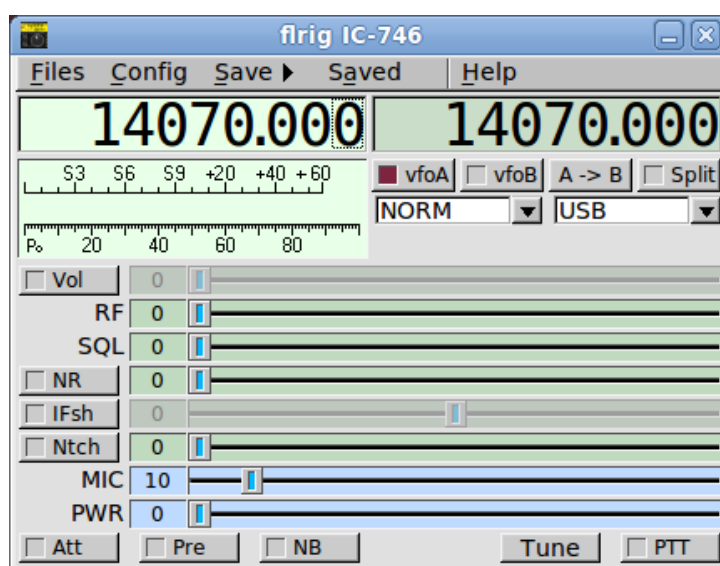 flrig IC-746
Files Config Save Saved Help
14070.000 14070.000
S3 S6 S9 +20 +40 +60
vfoA vfoB A -> B Split
NORM USB
Po 20 40 60 80
Vol 0
RF 0
SQL 0
NR 0
IFsh 0
Ntch 0
MIC 10
PWR 0
Att Pre NB Tune PTT